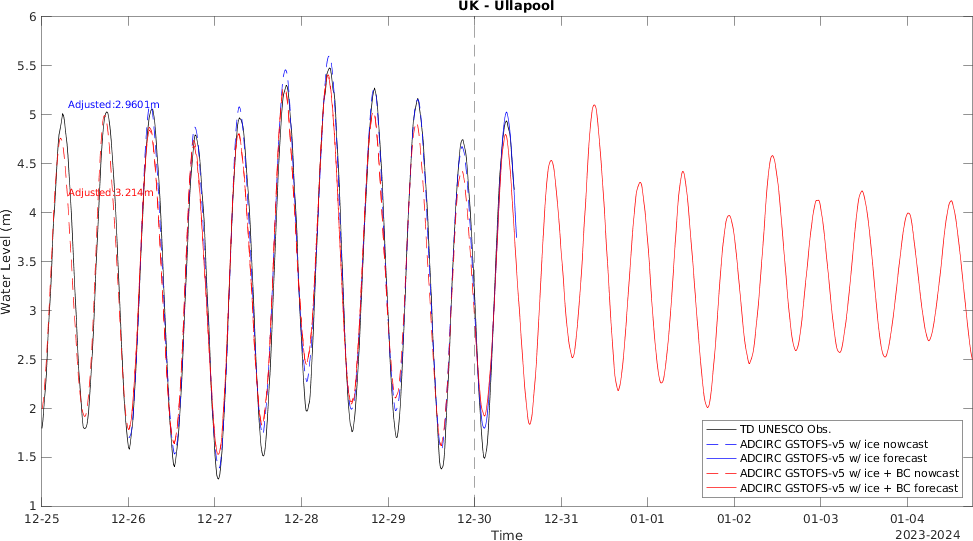 UK - Ullapool
6
5.5
5
4.5
4
3.5
3
2.5
2
1.5
1
Water Level (m)
Adjusted:2.9601m
Adjusted:3.214m
TD UNESCO Obs.
ADCIRC GSTOFS-v5 w/ice nowcast
ADCIRC GSTOFS-v5 w/ice forecast
ADCIRC GSTOFS-v5 w/ice + BC nowcast
ADCIRC GSTOFS-v5 w/ice + BC forecast
12-25 12-26 12-27 12-28 12-29 12-30 12-31 01-01 01-02 01-03 01-04
Time
2023-2024